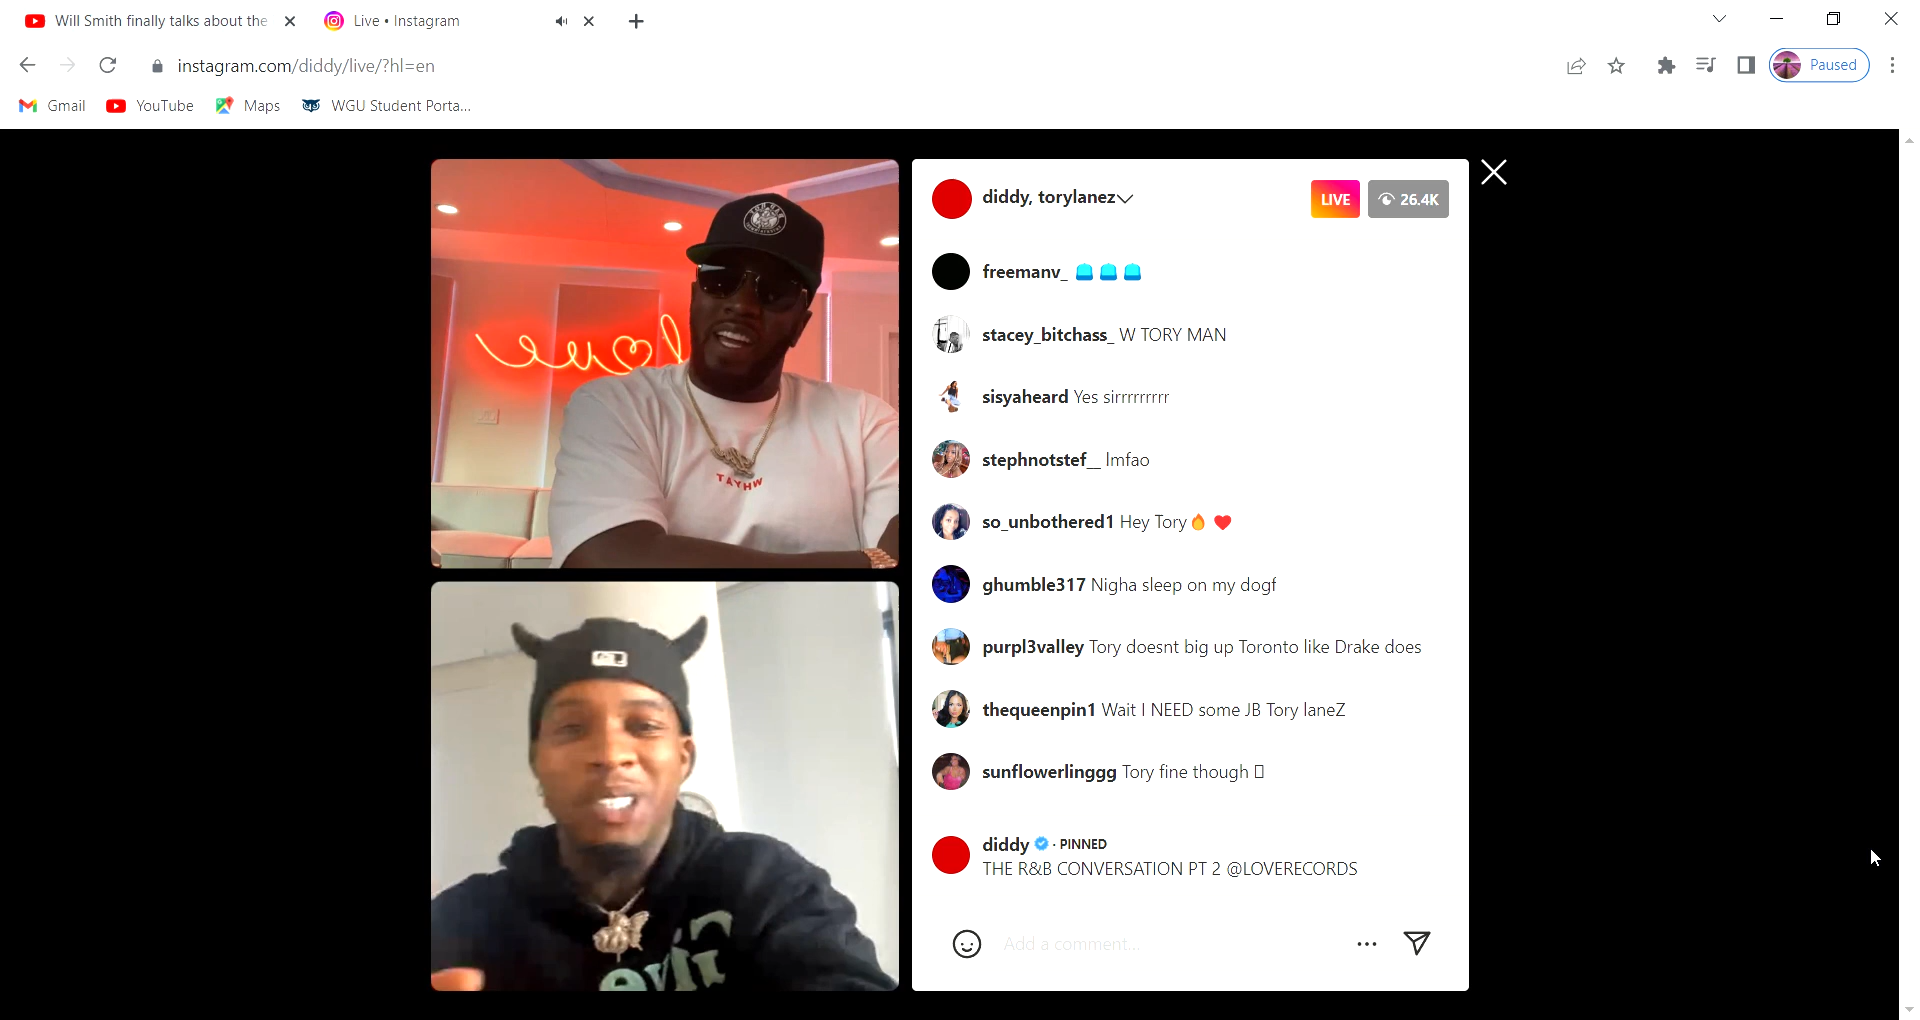 Will Smith finally talks about the
Live • Instagram
instagram.com/diddy/live/?hl=en
Paused
Gmail
YouTube
Maps
WGU Student Porta...
love
TAYHW
diddy, torylanez
LIVE
26.4K
freemanv_
stacey_bitchass_ W TORY MAN
sisyaheard Yes sirrrrrrrrr
stephnotstef__ lmfao
so_unbothered1 Hey Tory🔥 ❤️
ghumble317 Nigha sleep on my dogf
purpl3valley Tory doesnt big up Toronto like Drake does
thequeenpin1 Wait I NEED some JB Tory laneZ
sunflowerlinggg Tory fine though
diddy · PINNED
THE R&B CONVERSATION PT 2 @LOVERECORDS
Add a comment...